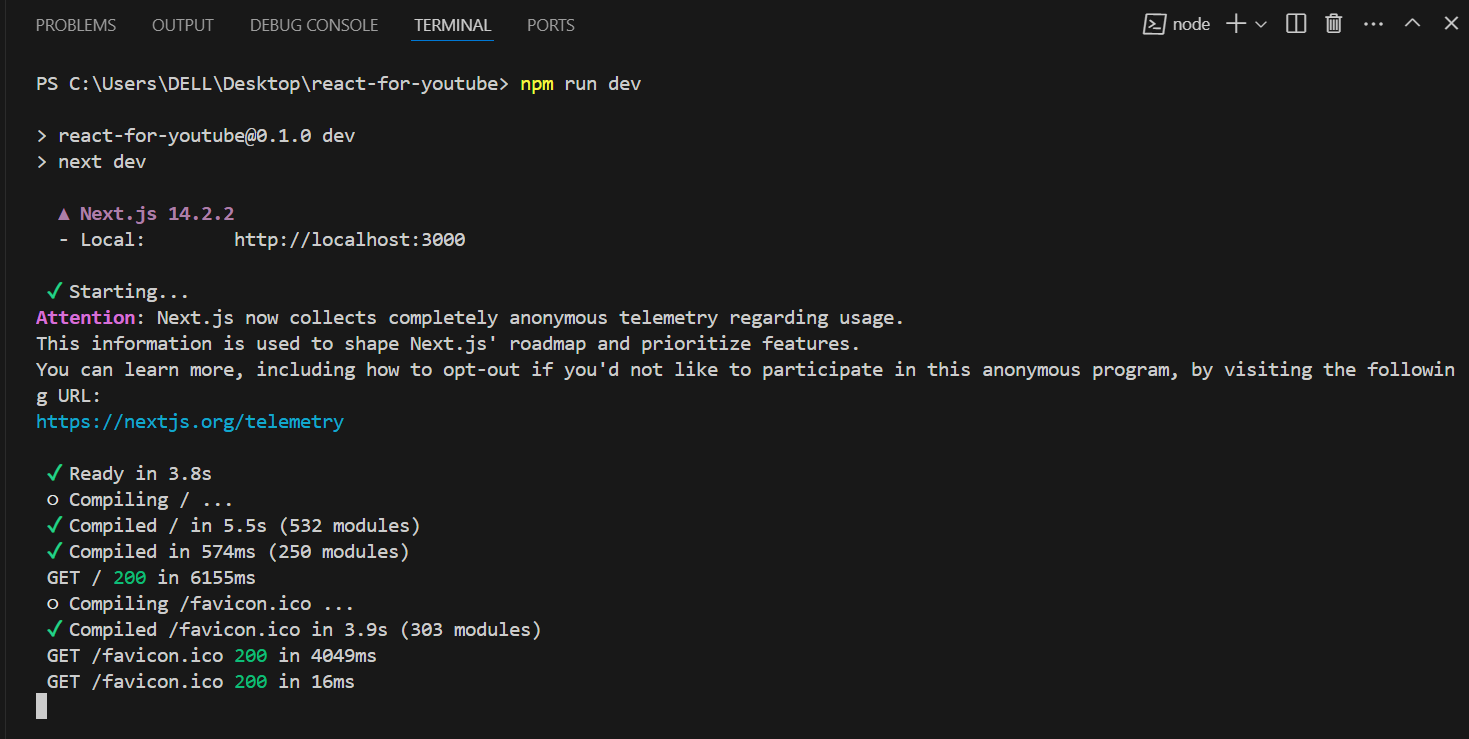 PROBLEMS OUTPUT DEBUG CONSOLE TERMINAL PORTS node
PS C:\Users\DELL\Desktop\react-for-youtube> npm run dev
> react-for-youtube@0.1.0 dev
> next dev
▲ Next.js 14.2.2
- Local: http://localhost:3000
✓ Starting...
Attention: Next.js now collects completely anonymous telemetry regarding usage.
This information is used to shape Next.js' roadmap and prioritize features.
You can learn more, including how to opt-out if you'd not like to participate in this anonymous program, by visiting the followin
g URL:
https://nextjs.org/telemetry
✓ Ready in 3.8s
○ Compiling / ...
✓ Compiled / in 5.5s (532 modules)
✓ Compiled in 574ms (250 modules)
GET / 200 in 6155ms
○ Compiling /favicon.ico ...
✓ Compiled /favicon.ico in 3.9s (303 modules)
GET /favicon.ico 200 in 4049ms
GET /favicon.ico 200 in 16ms